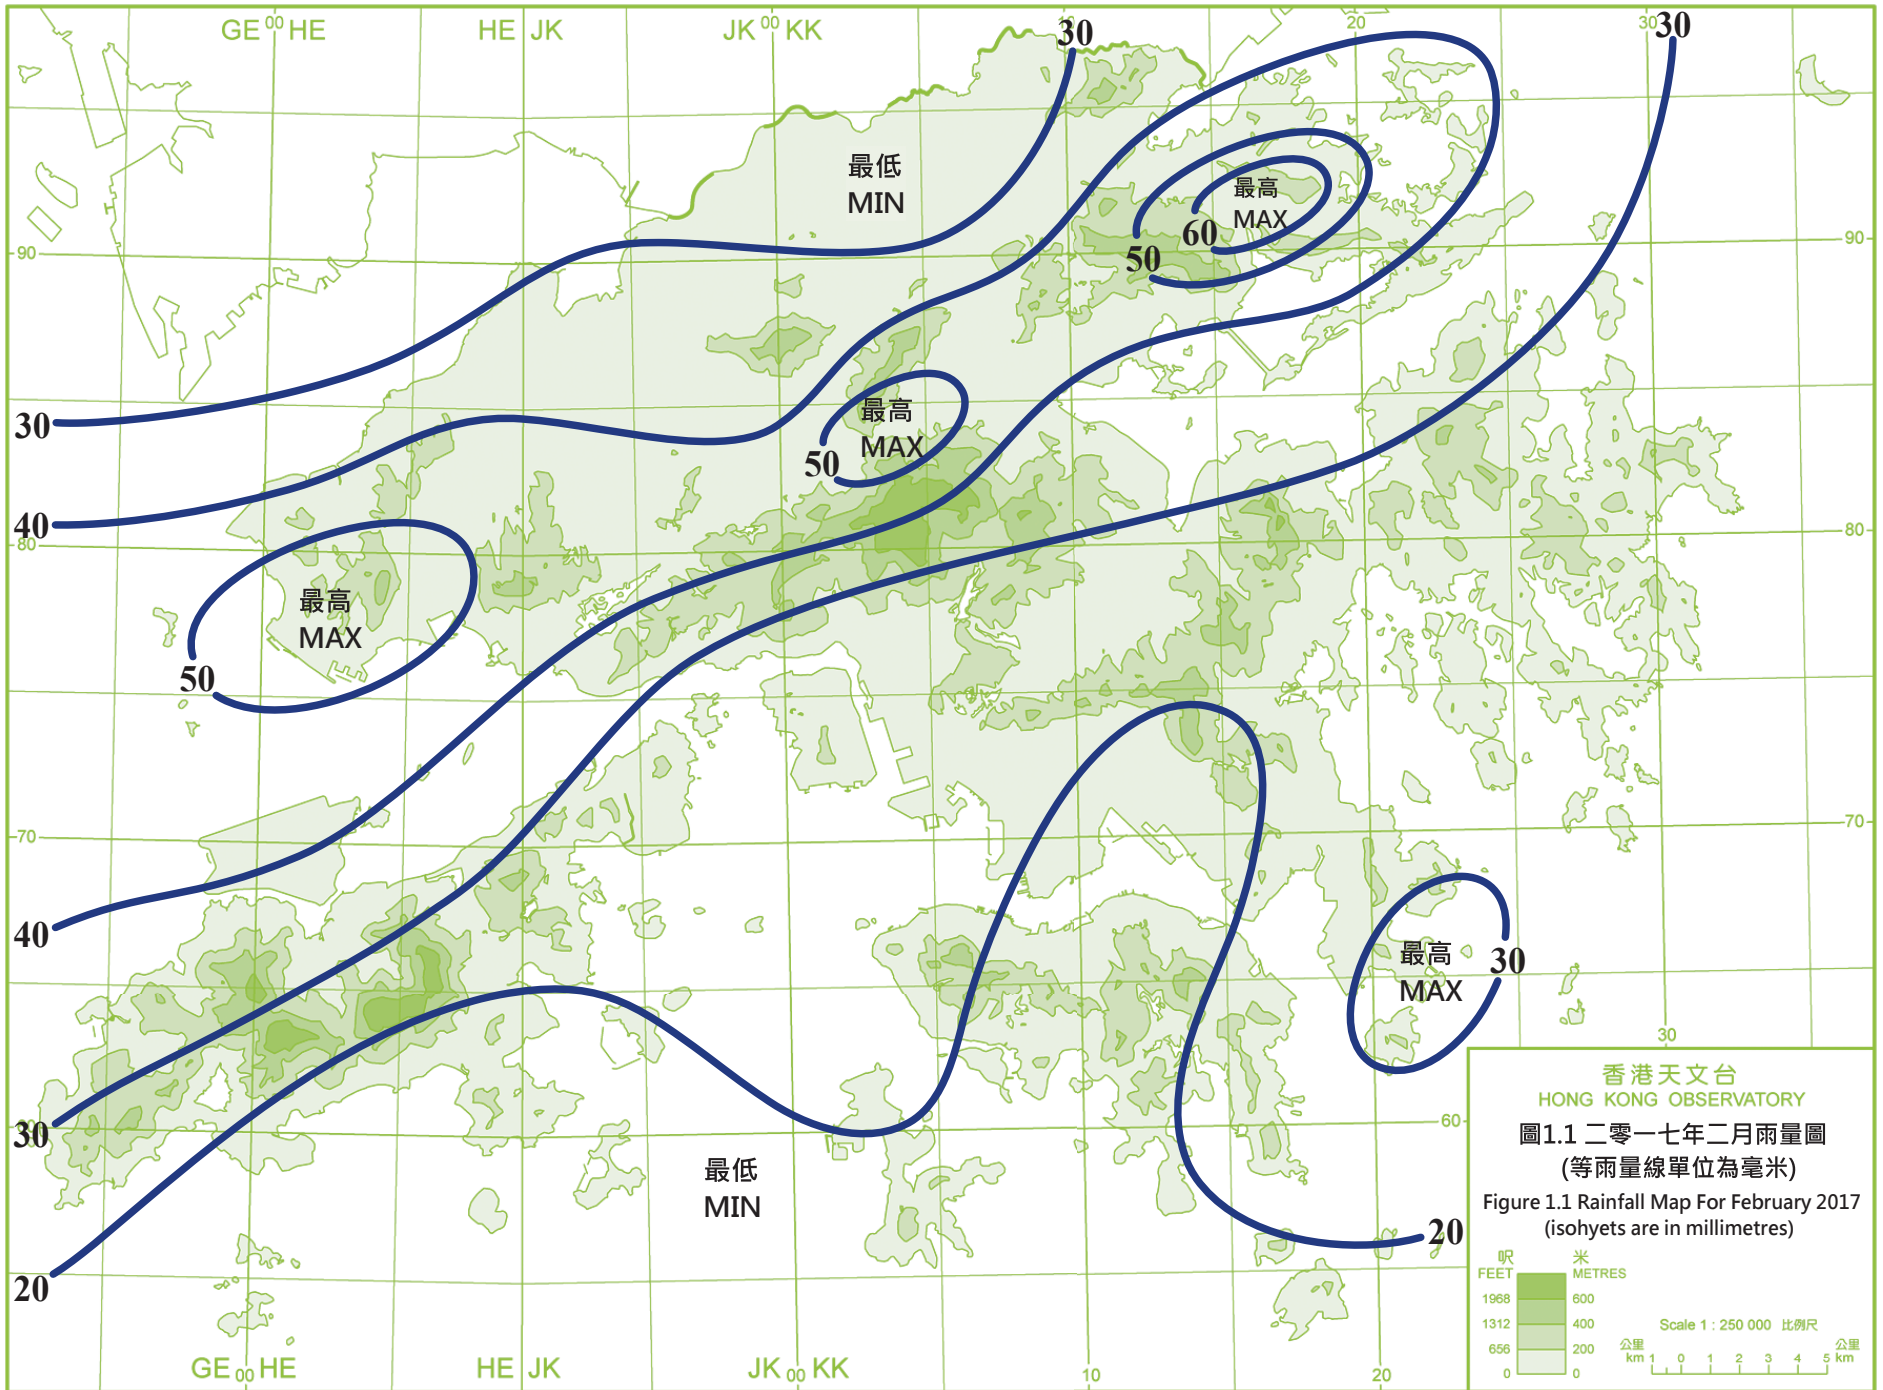 GE 00 HE
HE JK
JK 00 KK
10
20
30
30
30
最低
MIN
最高
MAX
60
50
90
90
最高
MAX
50
30
40
80
80
最高
MAX
50
70
70
40
最高
MAX
30
30
30
60
20
最低
MIN
20
香港天文台
HONG KONG OBSERVATORY
圖1.1 二零一七年二月雨量圖
(等雨量線單位為毫米)
Figure 1.1 Rainfall Map For February 2017
(isohyets are in millimetres)
呎 米
FEET METRES
1968 600
1312 400
656 200
0 0
Scale 1 : 250 000 比例尺
公里 公里
km 1 0 1 2 3 4 5 km
GE 00 HE
HE JK
JK 00 KK
10
20